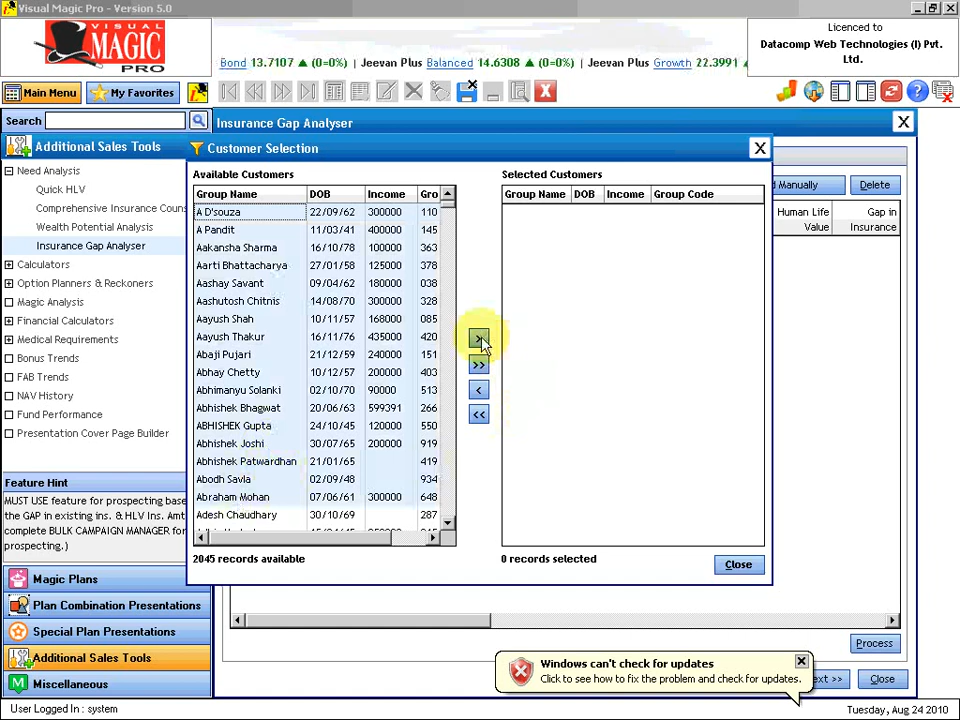 Visual Magic Pro - Version 5.0
VISUAL
MAGIC
PRO
Bond 13.7107 ▲ (0=0%) | Jeevan Plus Balanced 14.6308 ▲ (0=0%) | Jeevan Plus Growth 22.3991
Licenced to
Datacomp Web Technologies (I) Pvt.
Ltd.
Main Menu
My Favorites
Search
Insurance Gap Analyser
Additional Sales Tools
Need Analysis
Quick HLV
Comprehensive Insurance Coun
Wealth Potential Analysis
Insurance Gap Analyser
Calculators
Option Planners & Reckoners
Magic Analysis
Financial Calculators
Medical Requirements
Bonus Trends
FAB Trends
NAV History
Fund Performance
Presentation Cover Page Builder
Feature Hint
MUST USE feature for prospecting base
the GAP in existing ins. & HLV Ins. Amt
complete BULK CAMPAIGN MANAGER for
prospecting.)
Magic Plans
Plan Combination Presentations
Special Plan Presentations
Additional Sales Tools
Miscellaneous
User Logged In : system
Customer Selection
Available Customers
Group Name DOB Income Gro
A D'souza 22/09/62 300000 110
A Pandit 11/03/41 400000 145
Aakansha Sharma 16/10/78 100000 363
Aarti Bhattacharya 27/01/58 125000 378
Aashay Savant 09/04/62 180000 038
Aashutosh Chitnis 14/08/70 300000 328
Aayush Shah 10/11/57 168000 085
Aayush Thakur 16/11/76 435000 420
Abaji Pujari 21/12/59 240000 151
Abhay Chetty 10/12/57 200000 403
Abhimanyu Solanki 02/10/70 90000 513
Abhishek Bhagwat 20/06/63 599391 266
ABHISHEK Gupta 24/10/45 120000 550
Abhishek Joshi 30/07/65 200000 919
Abhishek Patwardhan 21/01/65 419
Abodh Savla 02/09/48 934
Abraham Mohan 07/06/61 300000 648
Adesh Chaudhary 30/10/69 287
2045 records available
>
>>
<
<<
Selected Customers
Group Name DOB Income Group Code
0 records selected
Close
d Manually
Delete
Human Life
Value
Gap in
Insurance
Process
ext >>
Close
Windows can't check for updates
Click to see how to fix the problem and check for updates.
Tuesday, Aug 24 2010